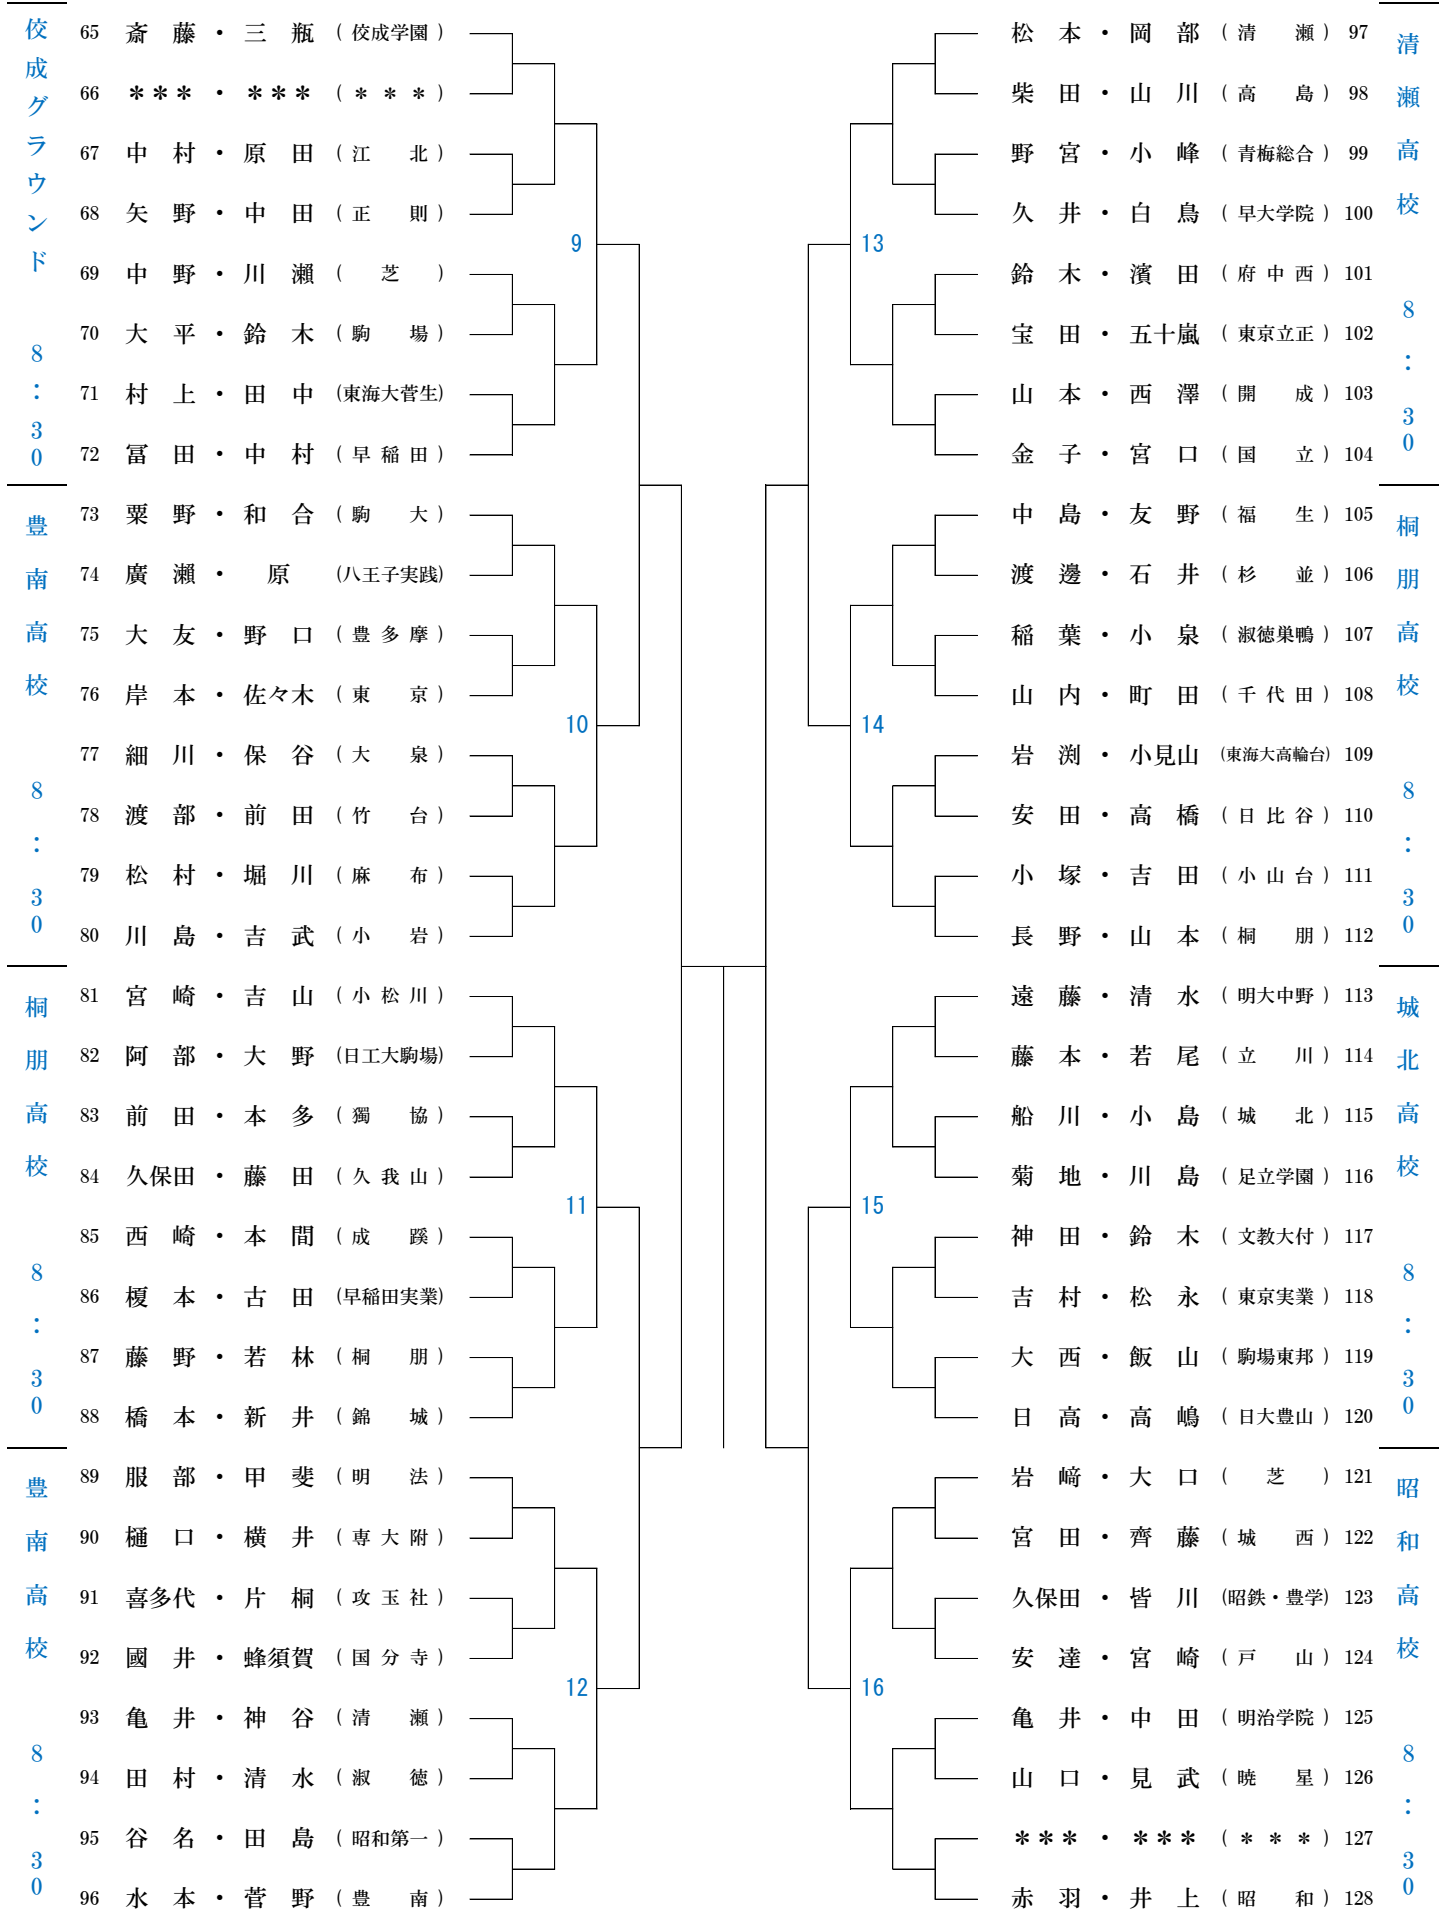 佼成グラウンド 8：30
65 斎藤・三瓶 (佼成学園)
66 ＊＊＊・＊＊＊ (＊＊＊)
67 中村・原田 (江北)
68 矢野・中田 (正則)
69 中野・川瀬 (芝)
70 大平・鈴木 (駒場)
71 村上・田中 (東海大菅生)
72 冨田・中村 (早稲田)
9
豊南高校 8：30
73 粟野・和合 (駒大)
74 廣瀬・原 (八王子実践)
75 大友・野口 (豊多摩)
76 岸本・佐々木 (東京)
77 細川・保谷 (大泉)
78 渡部・前田 (竹台)
79 松村・堀川 (麻布)
80 川島・吉武 (小岩)
10
桐朋高校 8：30
81 宮崎・吉山 (小松川)
82 阿部・大野 (日工大駒場)
83 前田・本多 (獨協)
84 久保田・藤田 (久我山)
85 西崎・本間 (成蹊)
86 榎本・古田 (早稲田実業)
87 藤野・若林 (桐朋)
88 橋本・新井 (錦城)
11
豊南高校 8：30
89 服部・甲斐 (明法)
90 樋口・横井 (専大附)
91 喜多代・片桐 (攻玉社)
92 國井・蜂須賀 (国分寺)
93 亀井・神谷 (清瀬)
94 田村・清水 (淑徳)
95 谷名・田島 (昭和第一)
96 水本・菅野 (豊南)
12
清瀬高校 8：30
松本・岡部 (清瀬) 97
柴田・山川 (高島) 98
野宮・小峰 (青梅総合) 99
久井・白鳥 (早大学院) 100
鈴木・濱田 (府中西) 101
宝田・五十嵐 (東京立正) 102
山本・西澤 (開成) 103
金子・宮口 (国立) 104
13
桐朋高校 8：30
中島・友野 (福生) 105
渡邊・石井 (杉並) 106
稲葉・小泉 (淑徳巣鴨) 107
山内・町田 (千代田) 108
岩渕・小見山 (東海大高輪台) 109
安田・高橋 (日比谷) 110
小塚・吉田 (小山台) 111
長野・山本 (桐朋) 112
14
城北高校 8：30
遠藤・清水 (明大中野) 113
藤本・若尾 (立川) 114
船川・小島 (城北) 115
菊地・川島 (足立学園) 116
神田・鈴木 (文教大付) 117
吉村・松永 (東京実業) 118
大西・飯山 (駒場東邦) 119
日高・高嶋 (日大豊山) 120
15
昭和高校 8：30
岩﨑・大口 (芝) 121
宮田・齊藤 (城西) 122
久保田・皆川 (昭鉄・豊学) 123
安達・宮崎 (戸山) 124
亀井・中田 (明治学院) 125
山口・見武 (暁星) 126
＊＊＊・＊＊＊ (＊＊＊) 127
赤羽・井上 (昭和) 128
16